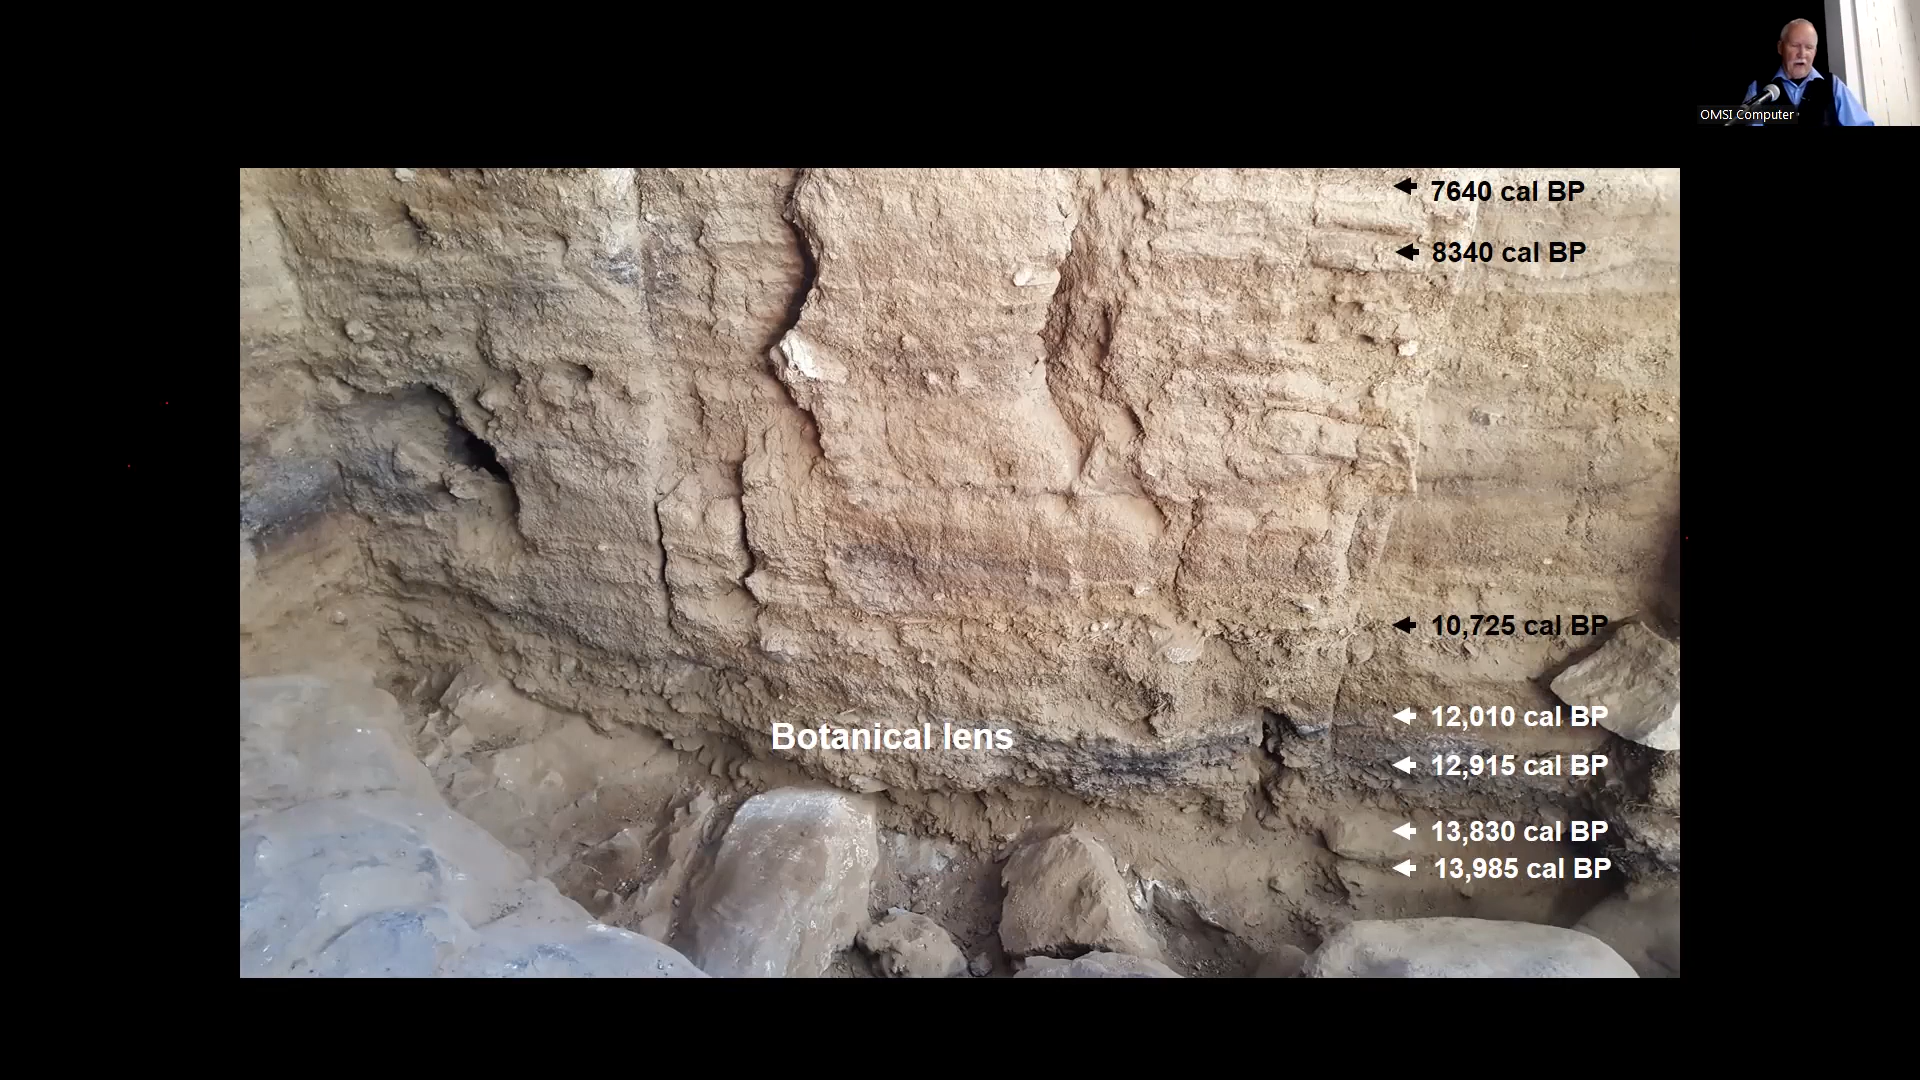 OMSI Computer
7640 cal BP
8340 cal BP
10,725 cal BP
12,010 cal BP
Botanical lens
12,915 cal BP
13,830 cal BP
13,985 cal BP